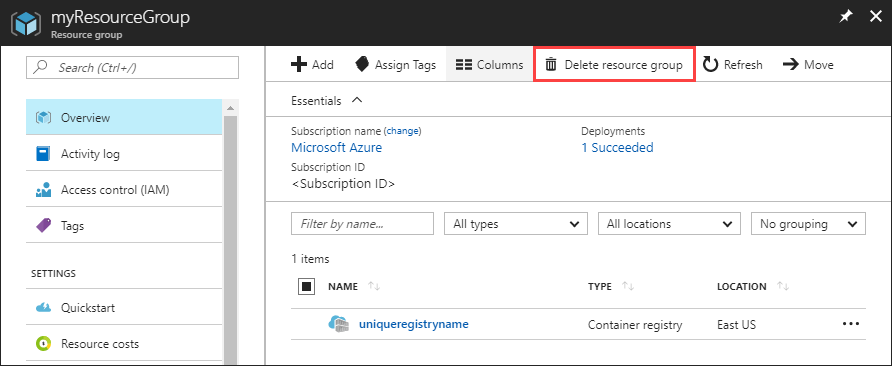 myResourceGroup
Resource group
Search (Ctrl+/)
Overview
Activity log
Access control (IAM)
Tags
SETTINGS
Quickstart
Resource costs
Add Assign Tags Columns Delete resource group Refresh Move
Essentials
Subscription name (change) Deployments
Microsoft Azure 1 Succeeded
Subscription ID
<Subscription ID>
Filter by name... All types All locations No grouping
1 items
NAME TYPE LOCATION
uniqueregistryname Container registry East US